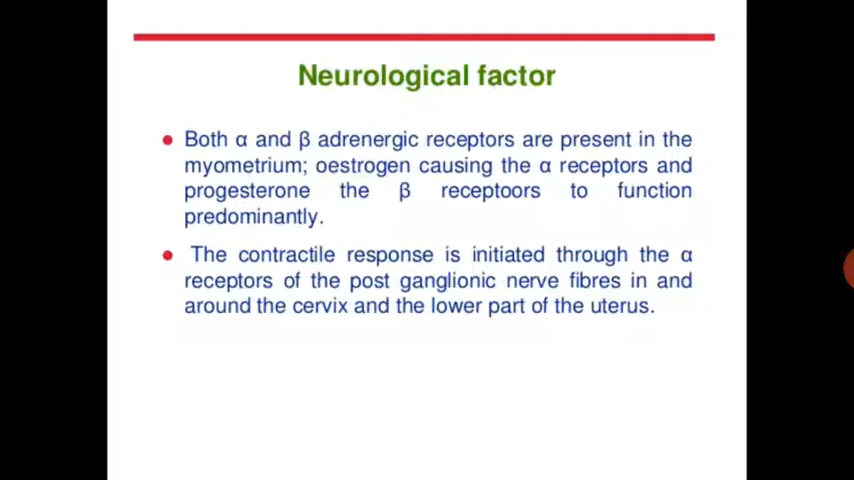 Neurological factor
Both α and β adrenergic receptors are present in the
myometrium; oestrogen causing the α receptors and
progesterone the β receptoors to function
predominantly.
The contractile response is initiated through the α
receptors of the post ganglionic nerve fibres in and
around the cervix and the lower part of the uterus.